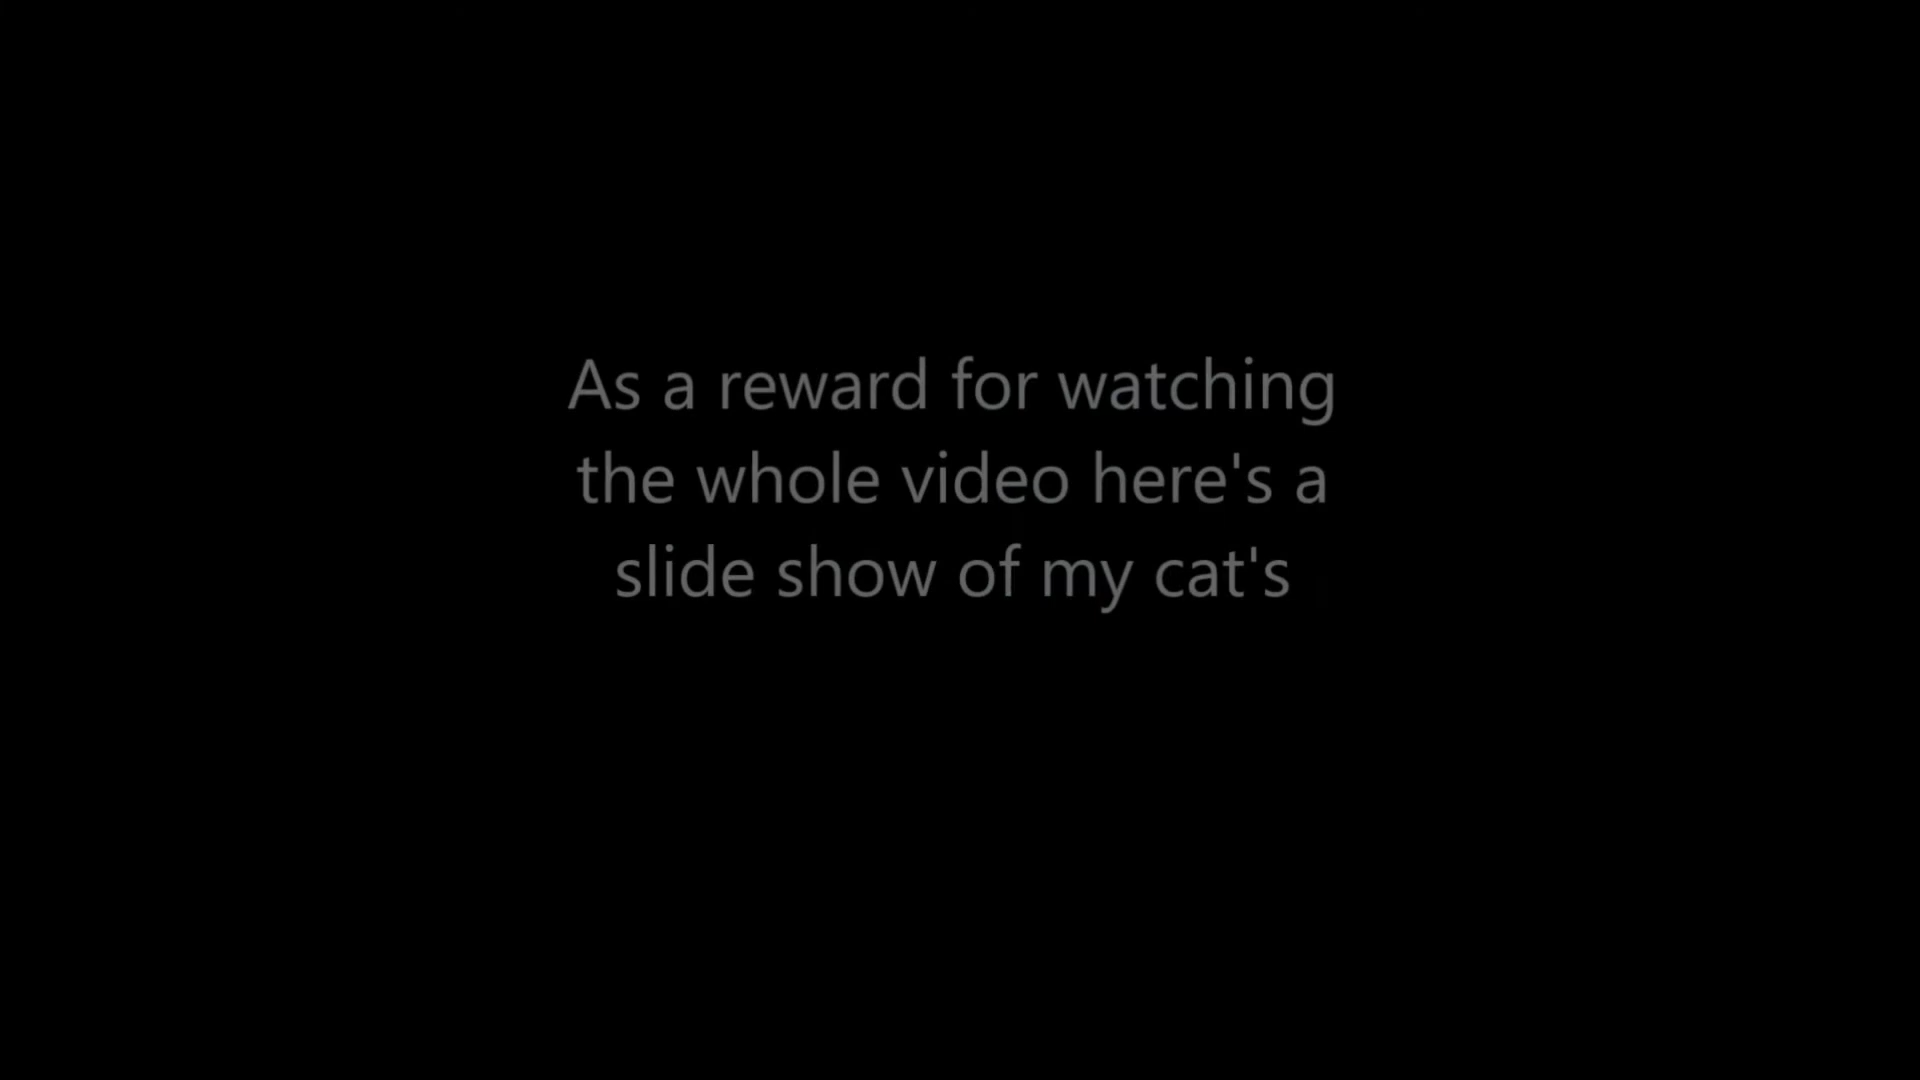 As a reward for watching
the whole video here's a
slide show of my cat's